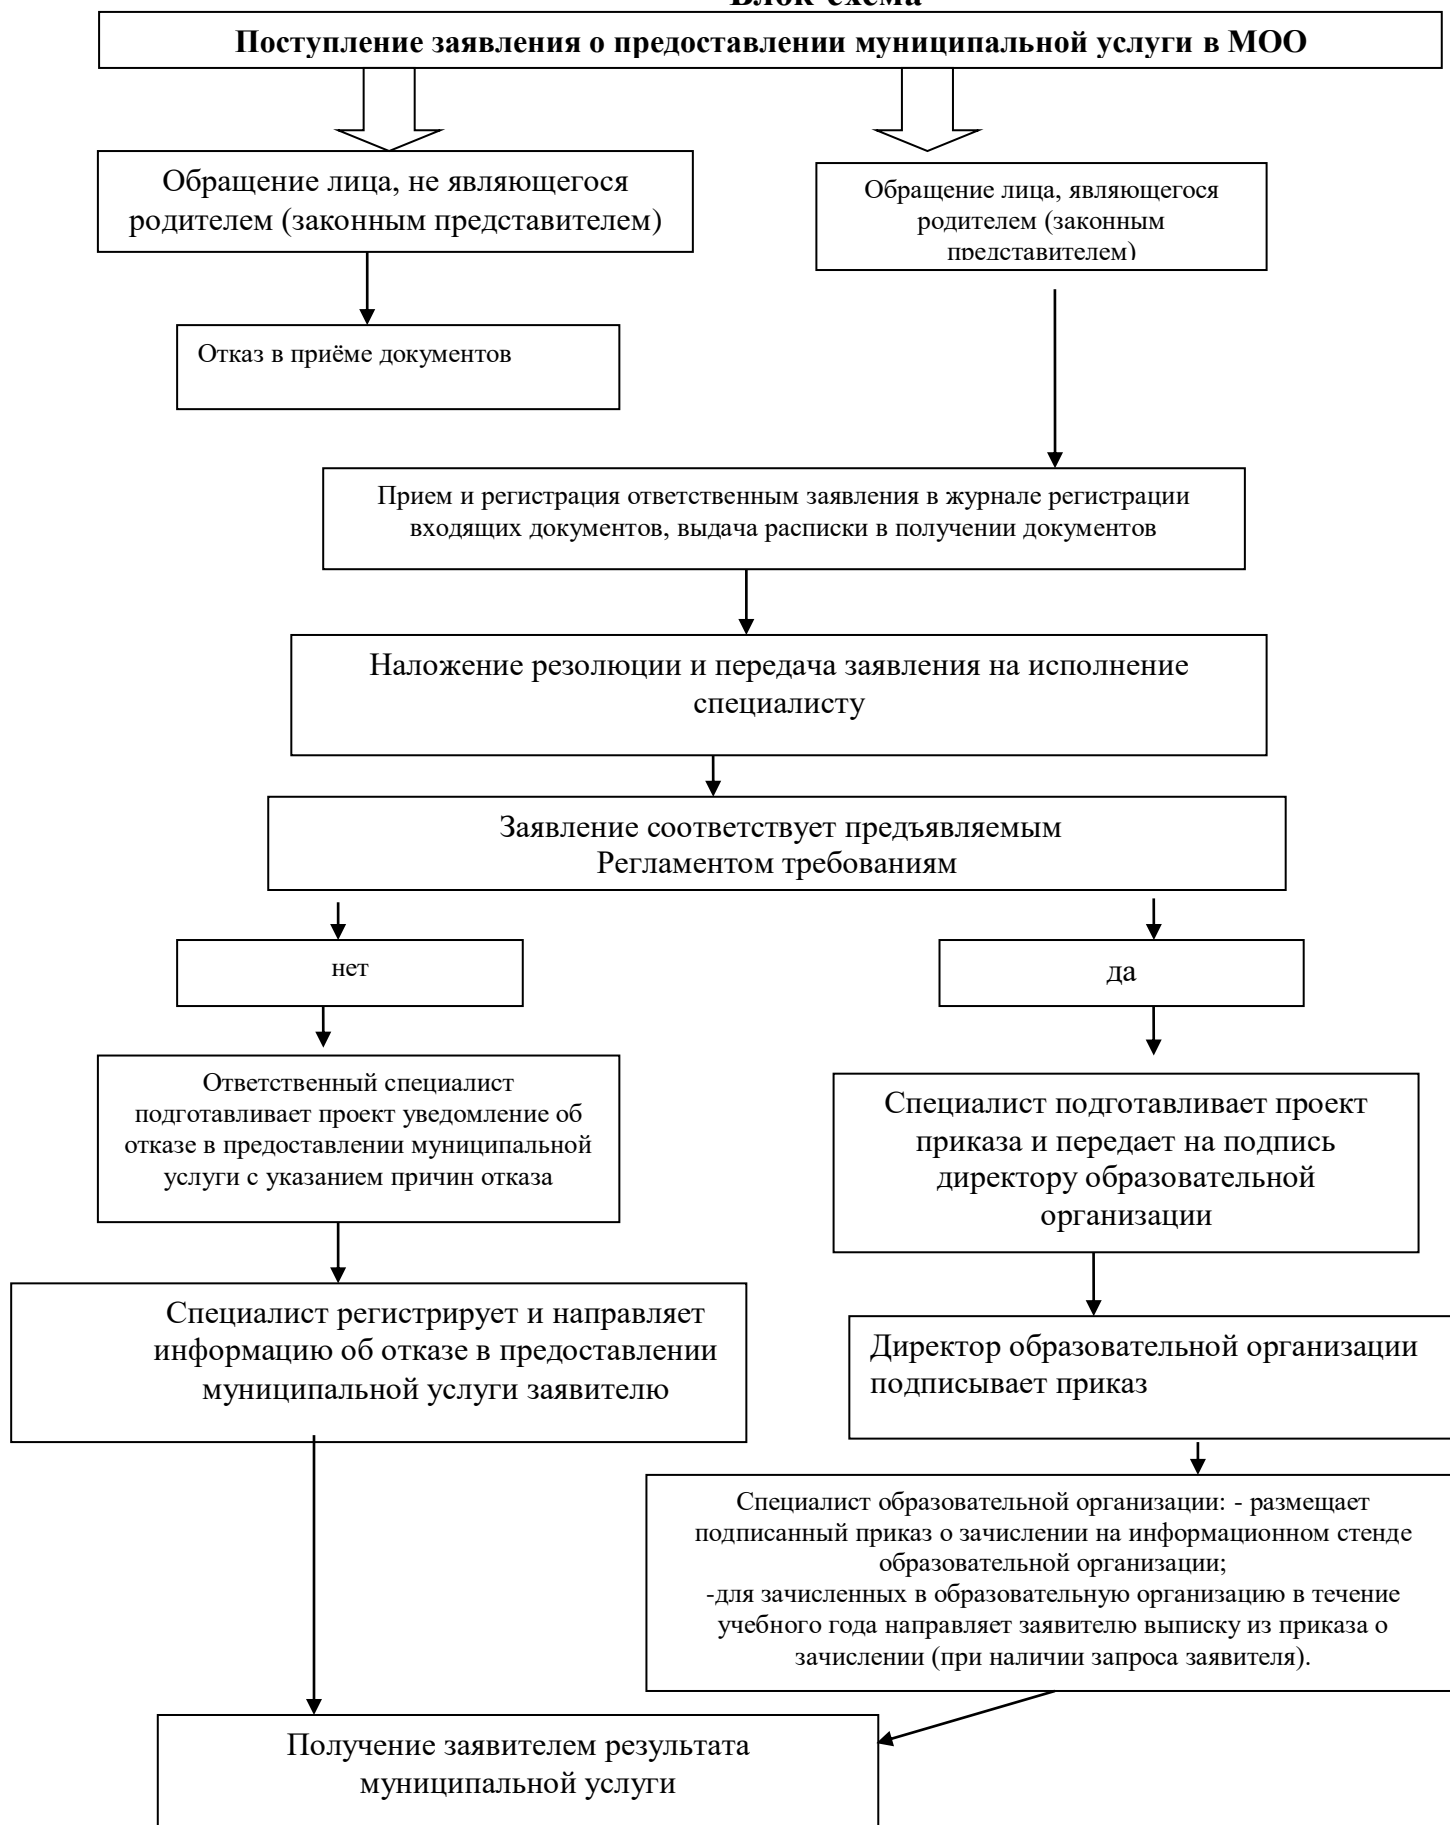 Блок-схема
Поступление заявления о предоставлении муниципальной услуги в МОО
Обращение лица, не являющегося
родителем (законным представителем)
Обращение лица, являющегося
родителем (законным
представителем)
Отказ в приёме документов
Прием и регистрация ответственным заявления в журнале регистрации
входящих документов, выдача расписки в получении документов
Наложение резолюции и передача заявления на исполнение
специалисту
Заявление соответствует предъявляемым
Регламентом требованиям
нет
да
Ответственный специалист
подготавливает проект уведомление об
отказе в предоставлении муниципальной
услуги с указанием причин отказа
Специалист подготавливает проект
приказа и передает на подпись
директору образовательной
организации
Специалист регистрирует и направляет
информацию об отказе в предоставлении
муниципальной услуги заявителю
Директор образовательной организации
подписывает приказ
Специалист образовательной организации: - размещает
подписанный приказ о зачислении на информационном стенде
образовательной организации;
-для зачисленных в образовательную организацию в течение
учебного года направляет заявителю выписку из приказа о
зачислении (при наличии запроса заявителя).
Получение заявителем результата
муниципальной услуги